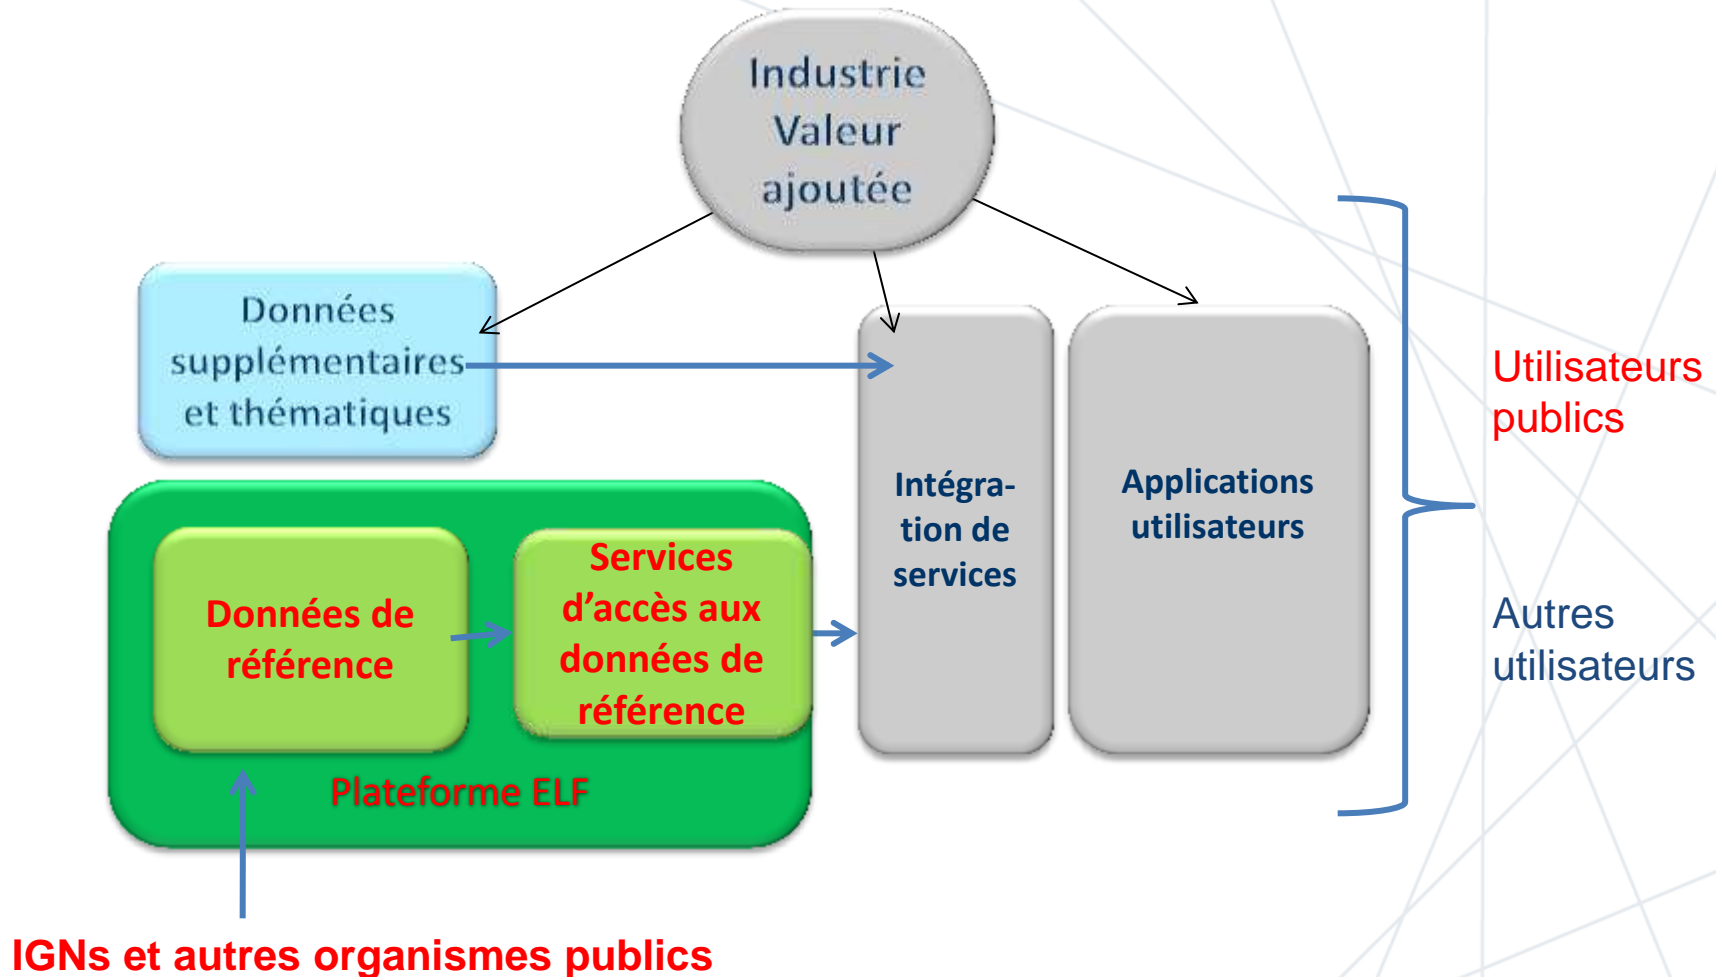 Industrie
Valeur
ajoutée
Données
supplémentaires
et thématiques
Intégra-
tion de
services
Applications
utilisateurs
Utilisateurs
publics
Autres
utilisateurs
Données de
référence
Services
d’accès aux
données de
référence
Plateforme ELF
IGNs et autres organismes publics